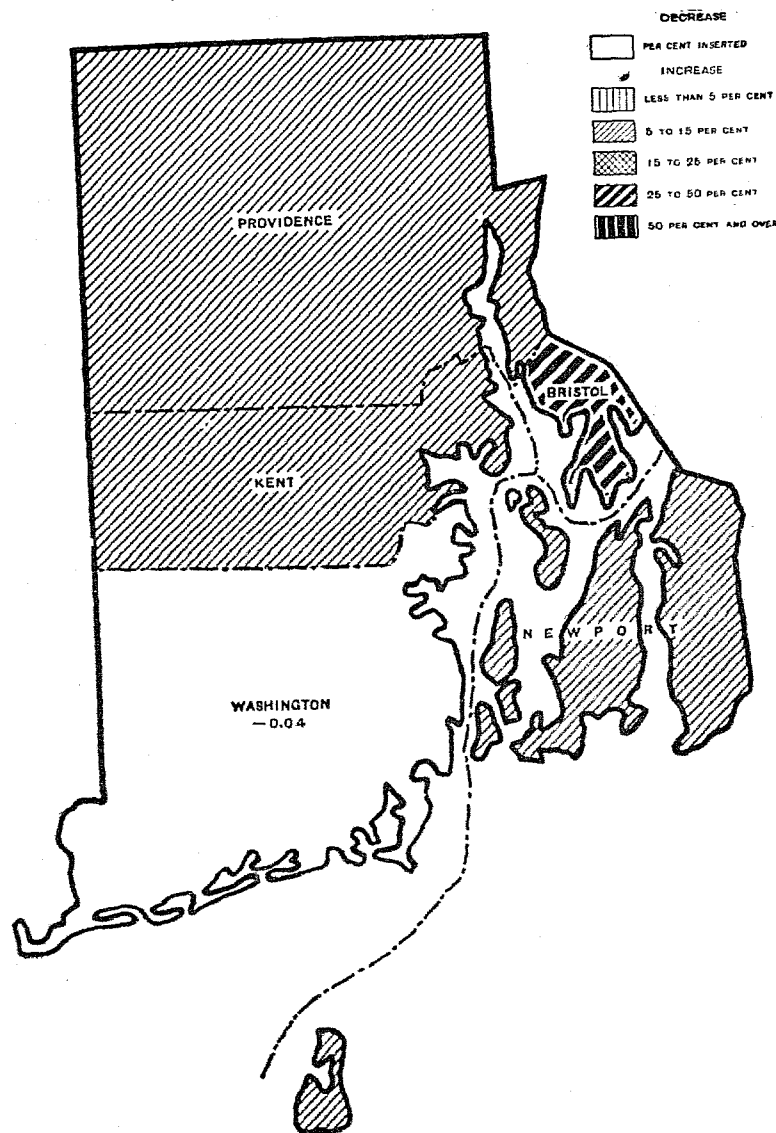 DECREASE
PER CENT INSERTED
INCREASE
LESS THAN 5 PER CENT
5 TO 15 PER CENT
15 TO 25 PER CENT
25 TO 50 PER CENT
50 PER CENT AND OVER
PROVIDENCE
BRISTOL
KENT
NEWPORT
WASHINGTON
—0.04